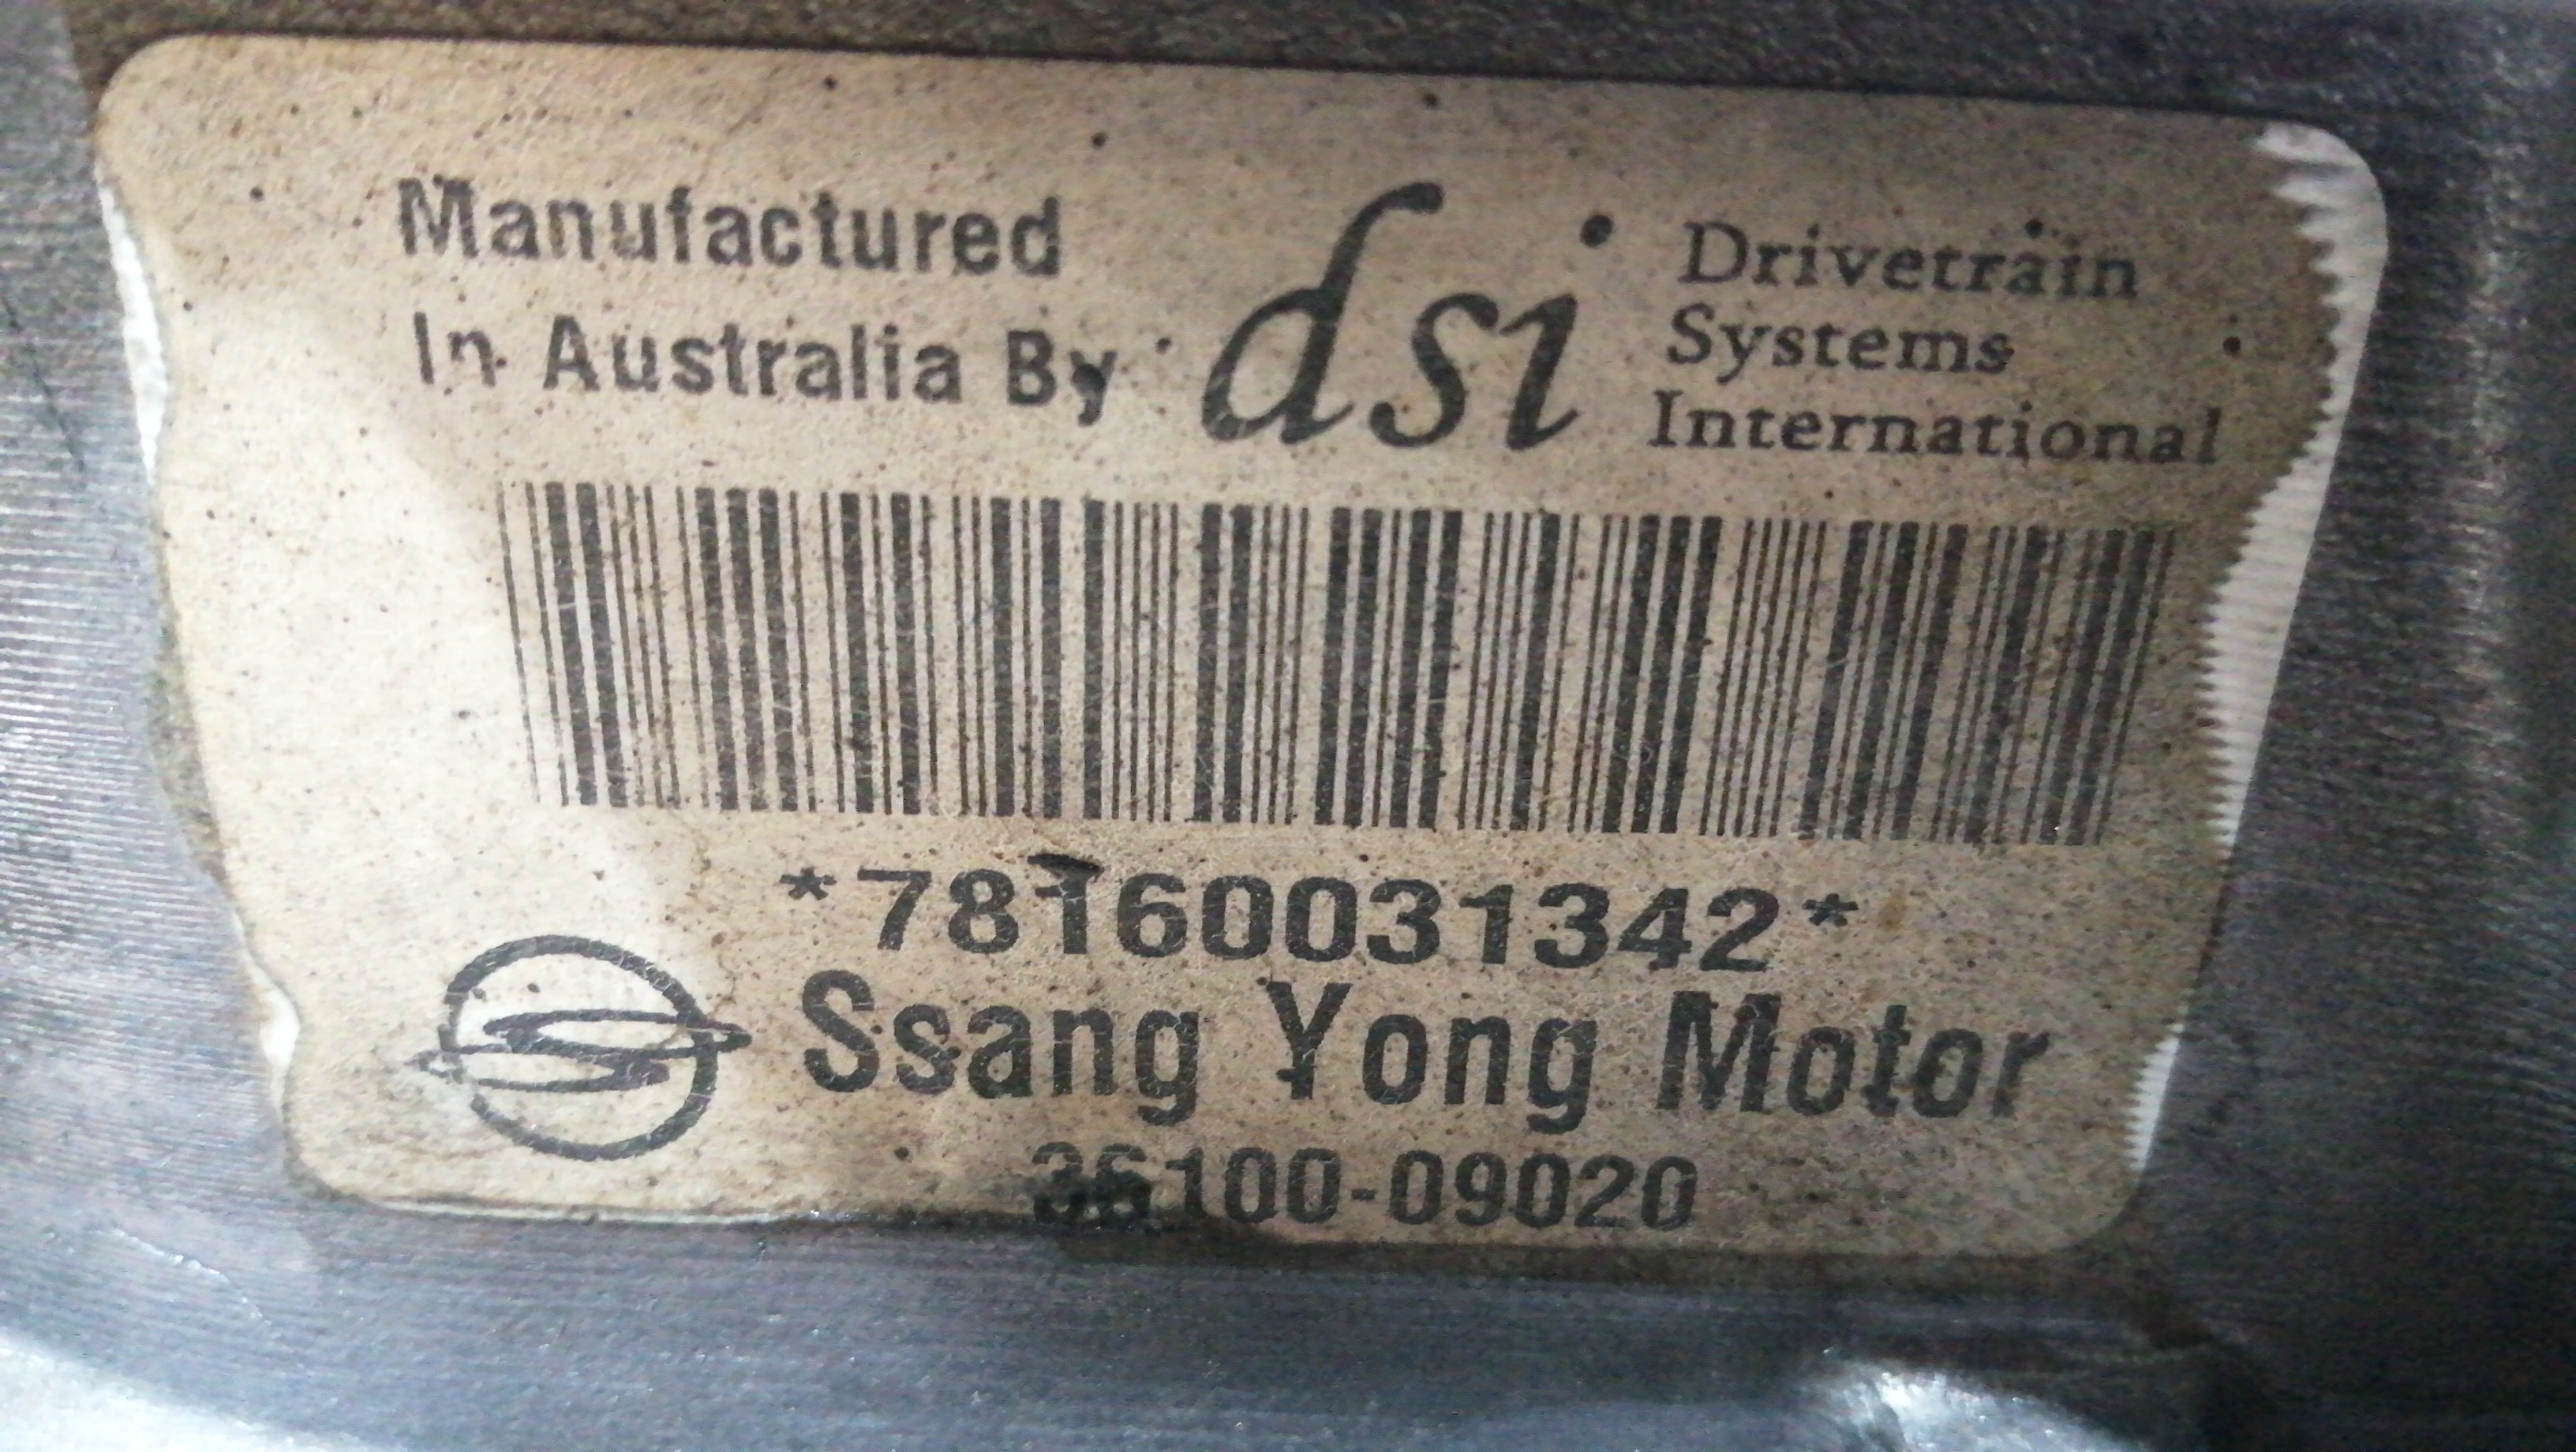 Manufactured
In Australia By
dsi
Drivetrain
Systems
International
*78160031342*
Ssang Yong Motor
36100-09020